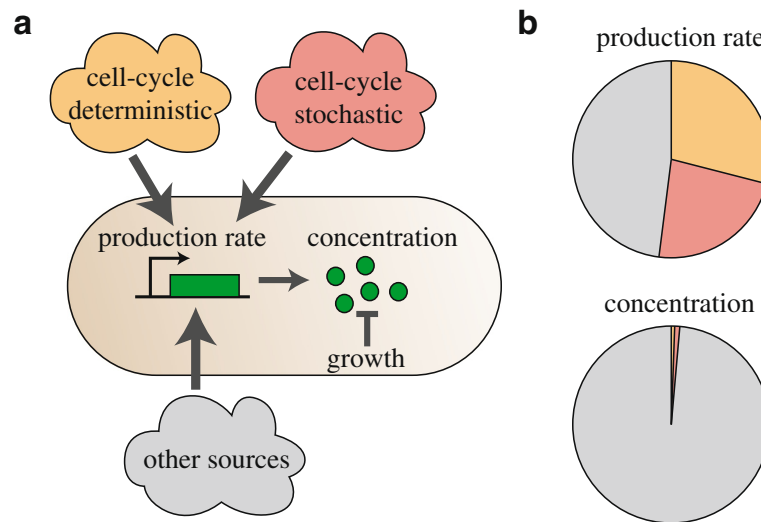 a
cell-cycle
deterministic
cell-cycle
stochastic
production rate
concentration
growth
other sources
b
production rate
concentration